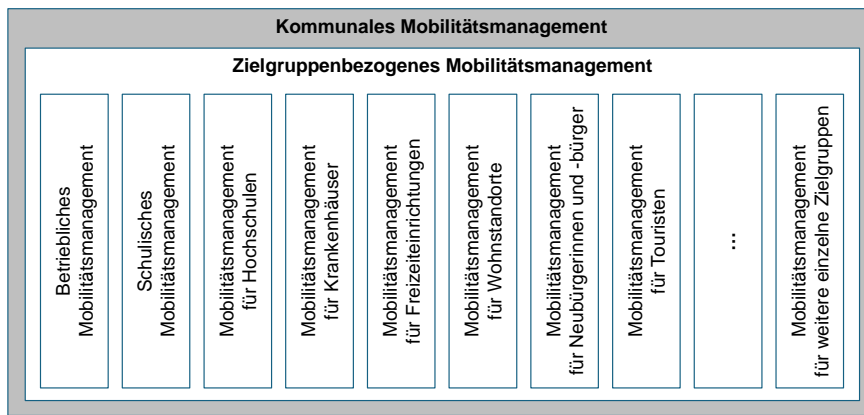 Kommunales Mobilitätsmanagement
Zielgruppenbezogenes Mobilitätsmanagement
Betriebliches
Mobilitätsmanagement
Schulisches
Mobilitätsmanagement
Mobilitätsmanagement
für Hochschulen
Mobilitätsmanagement
für Krankenhäuser
Mobilitätsmanagement
für Freizeiteinrichtungen
Mobilitätsmanagement
für Wohnstandorte
Mobilitätsmanagement
für Neubürgerinnen und -bürger
Mobilitätsmanagement
für Touristen
...
Mobilitätsmanagement
für weitere einzelne Zielgruppen